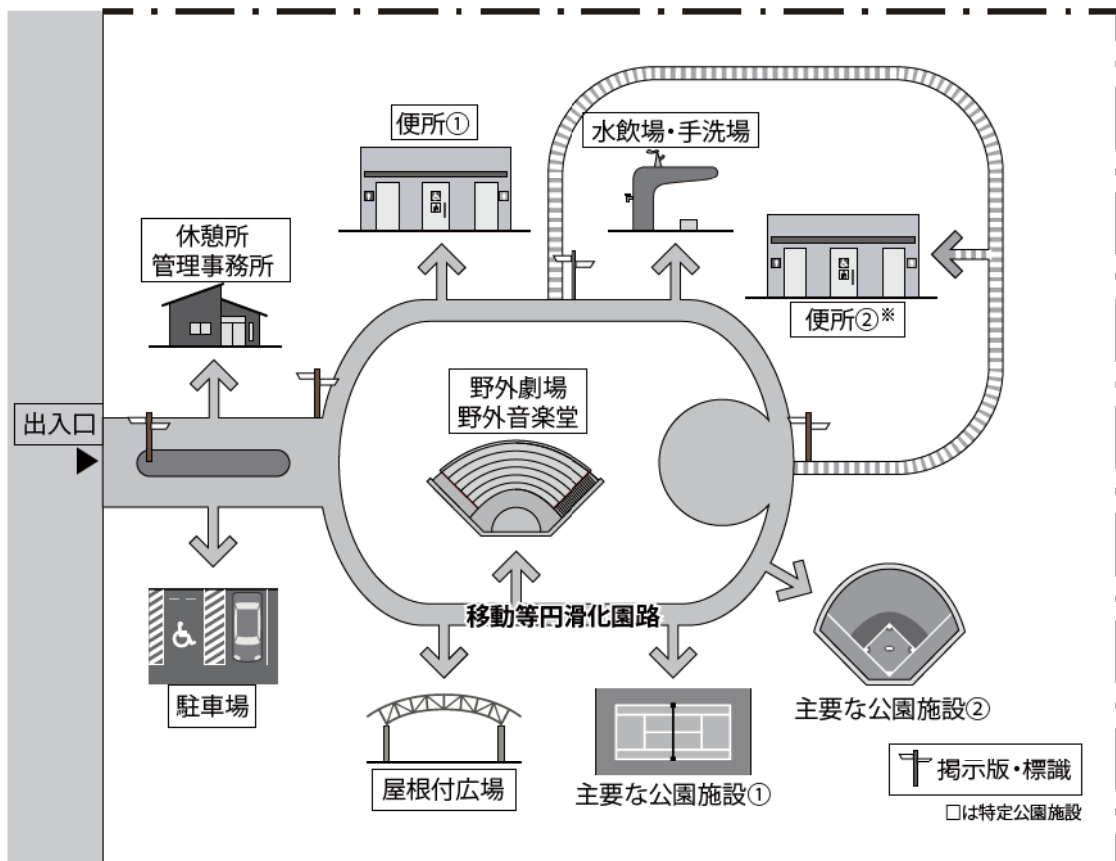 便所①
水飲場・手洗場
休憩所
管理事務所
便所②※
出入口
野外劇場
野外音楽堂
移動等円滑化園路
駐車場
屋根付広場
主要な公園施設①
主要な公園施設②
掲示版・標識
□は特定公園施設